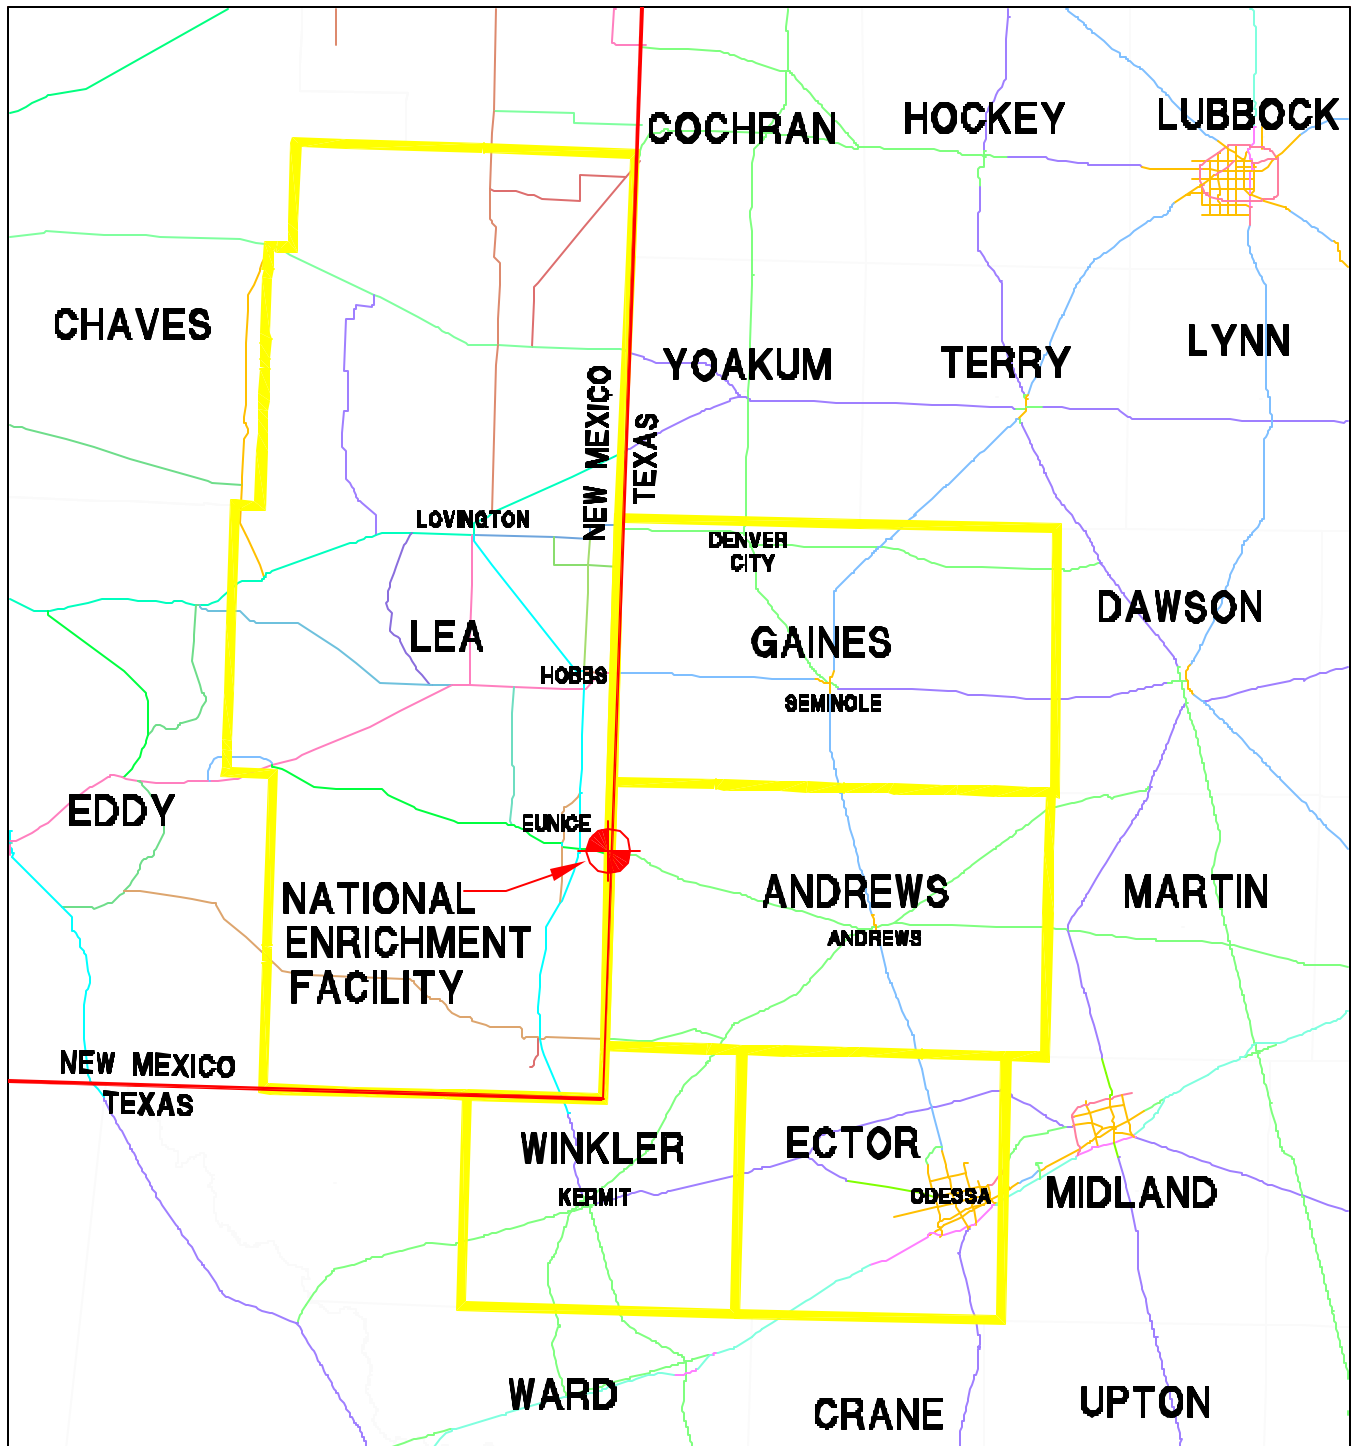 COCHRAN
HOCKEY
LUBBOCK
CHAVES
YOAKUM
TERRY
LYNN
NEW MEXICO
TEXAS
LOVINGTON
DENVER
CITY
LEA
GAINES
DAWSON
HOBBS
SEMINOLE
EDDY
EUNICE
NATIONAL
ENRICHMENT
FACILITY
ANDREWS
ANDREWS
MARTIN
NEW MEXICO
TEXAS
WINKLER
ECTOR
KERMIT
ODESSA
MIDLAND
WARD
CRANE
UPTON